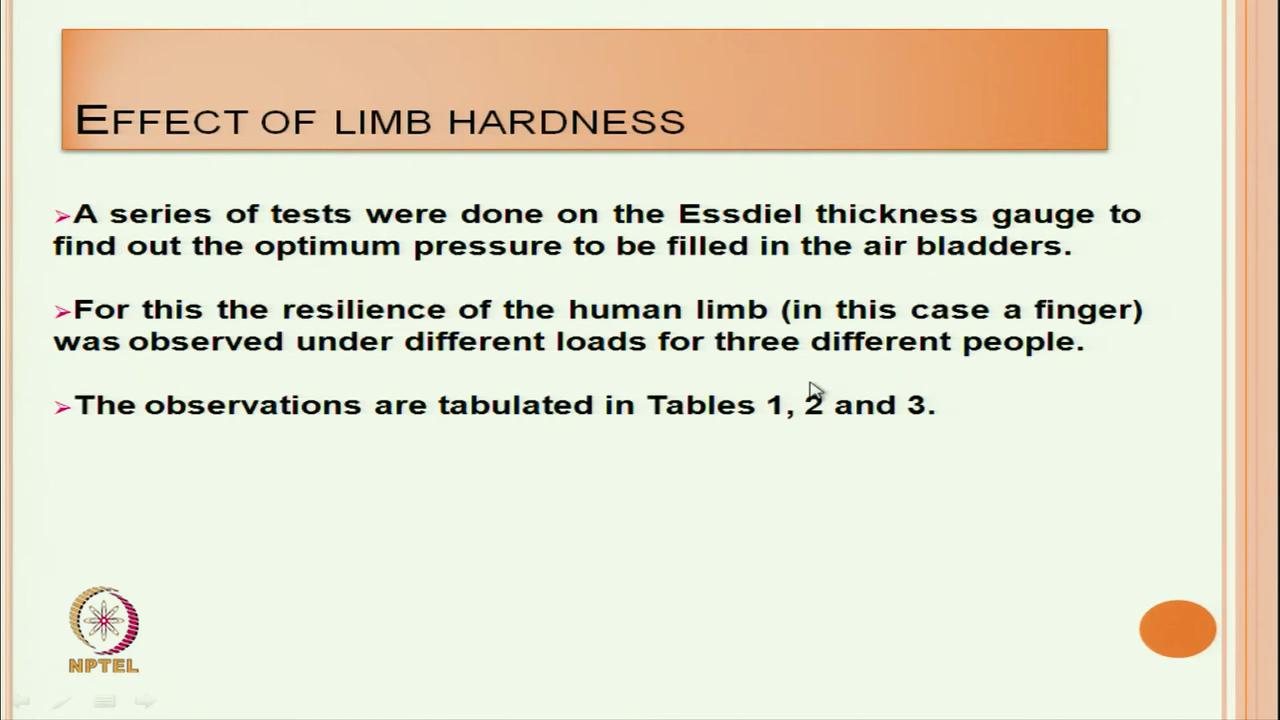 EFFECT OF LIMB HARDNESS
➢A series of tests were done on the Essdiel thickness gauge to
find out the optimum pressure to be filled in the air bladders.
➢For this the resilience of the human limb (in this case a finger)
was observed under different loads for three different people.
➢The observations are tabulated in Tables 1, 2 and 3.
NPTEL